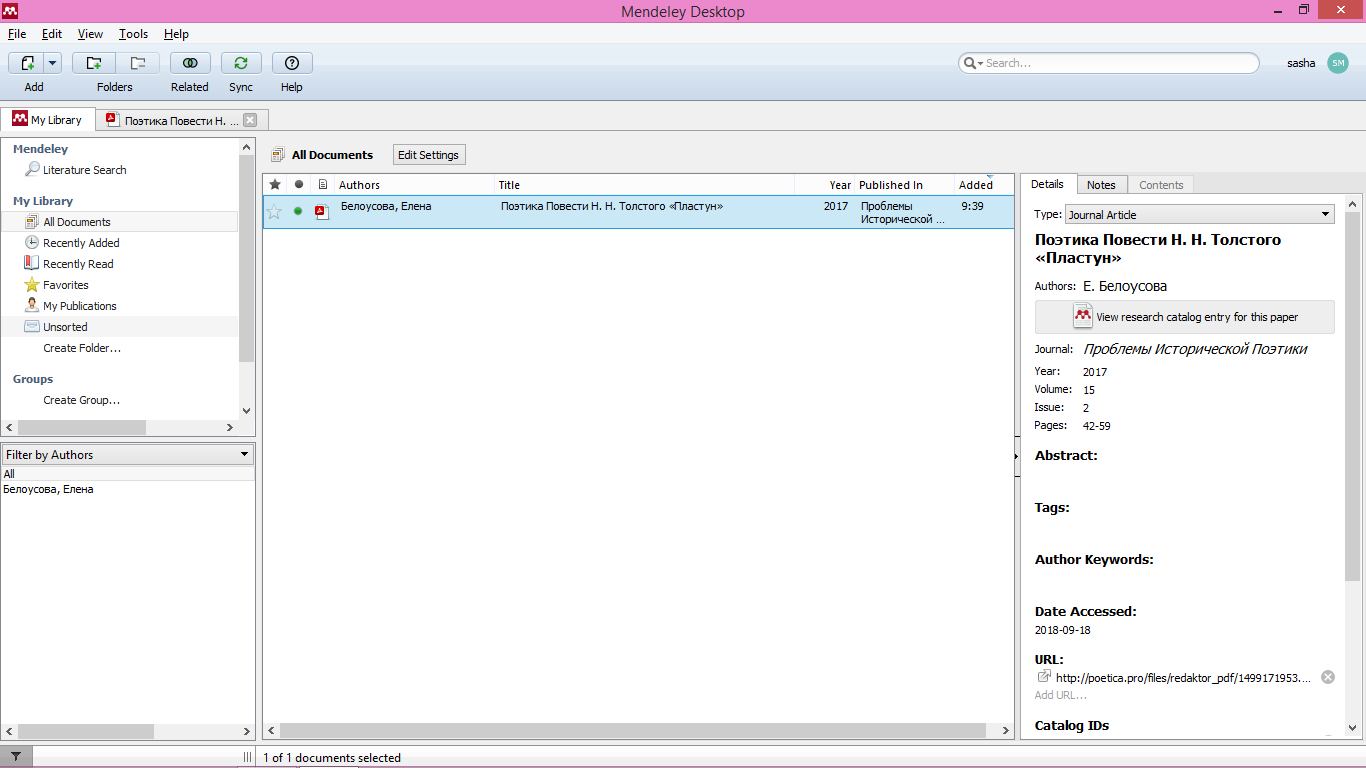 Mendeley Desktop
File Edit View Tools Help
Search...
sasha SM
Add Folders Related Sync Help
My Library Поэтика Повести Н. ...
Mendeley
Literature Search
My Library
All Documents
Recently Added
Recently Read
Favorites
My Publications
Unsorted
Create Folder...
Groups
Create Group...
Filter by Authors
All
Белоусова, Елена
All Documents Edit Settings
Authors Title Year Published In Added
Белоусова, Елена Поэтика Повести Н. Н. Толстого «Пластун» 2017 Проблемы 9:39
Исторической ...
Details Notes Contents
Type: Journal Article
Поэтика Повести Н. Н. Толстого
«Пластун»
Authors: Е. Белоусова
View research catalog entry for this paper
Journal: Проблемы Исторической Поэтики
Year: 2017
Volume: 15
Issue: 2
Pages: 42-59
Abstract:
Tags:
Author Keywords:
Date Accessed:
2018-09-18
URL:
http://poetica.pro/files/redaktor_pdf/1499171953....
Add URL...
Catalog IDs
1 of 1 documents selected